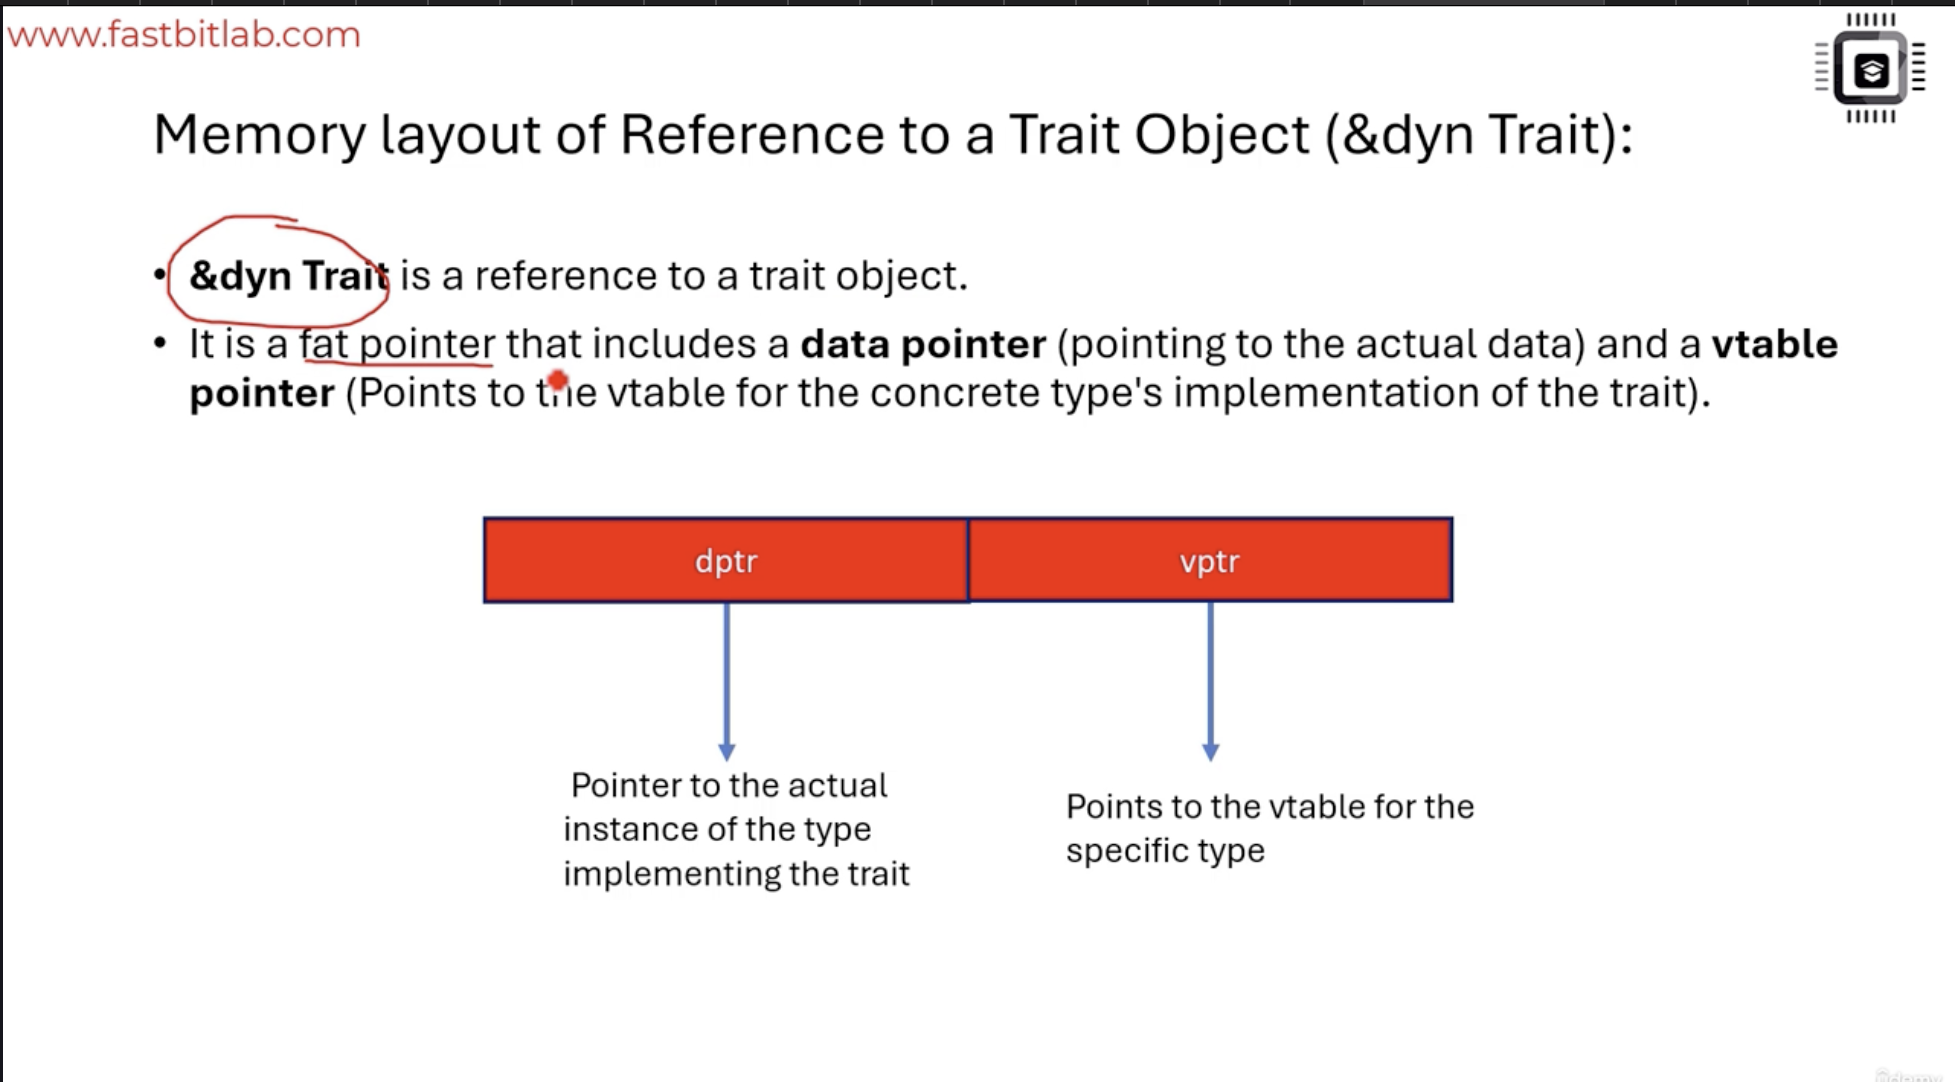 www.fastbitlab.com
Memory layout of Reference to a Trait Object (&dyn Trait):
• &dyn Trait is a reference to a trait object.
• It is a fat pointer that includes a data pointer (pointing to the actual data) and a vtable
pointer (Points to the vtable for the concrete type's implementation of the trait).
dptr
vptr
Pointer to the actual
instance of the type
implementing the trait
Points to the vtable for the
specific type
ûdemy